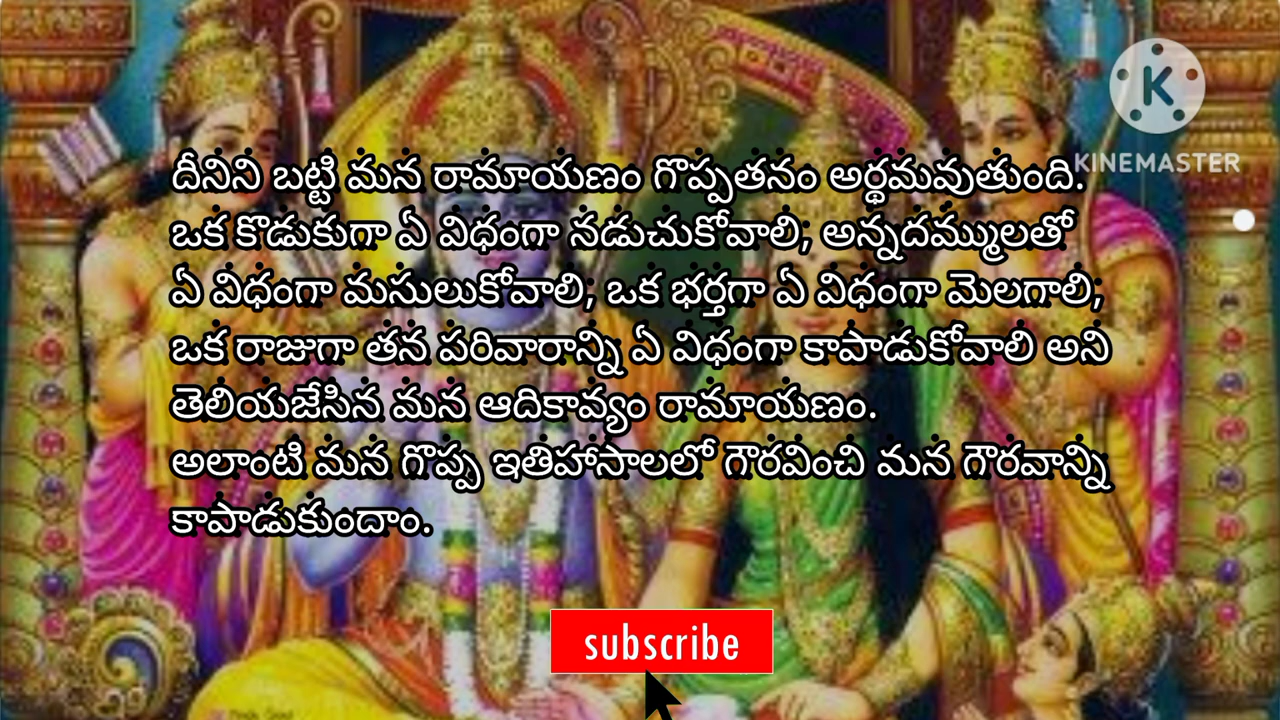 దీనిని బట్టి మన రామాయణం గొప్పతనం అర్థమవుతుంది.
ఒక కొడుకుగా ఏ విధంగా నడుచుకోవాలి; అన్నదమ్ములతో
ఏ విధంగా మసులుకోవాలి; ఒక భర్తగా ఏ విధంగా మెలగాలి;
ఒక రాజుగా తన పరివారాన్ని ఏ విధంగా కాపాడుకోవాలి అని
తెలియజేసిన మన ఆదికావ్యం రామాయణం.
అలాంటి మన గొప్ప ఇతిహాసాలలో గౌరవించి మన గౌరవాన్ని
కాపాడుకుందాం.
K
KINEMASTER
subscribe